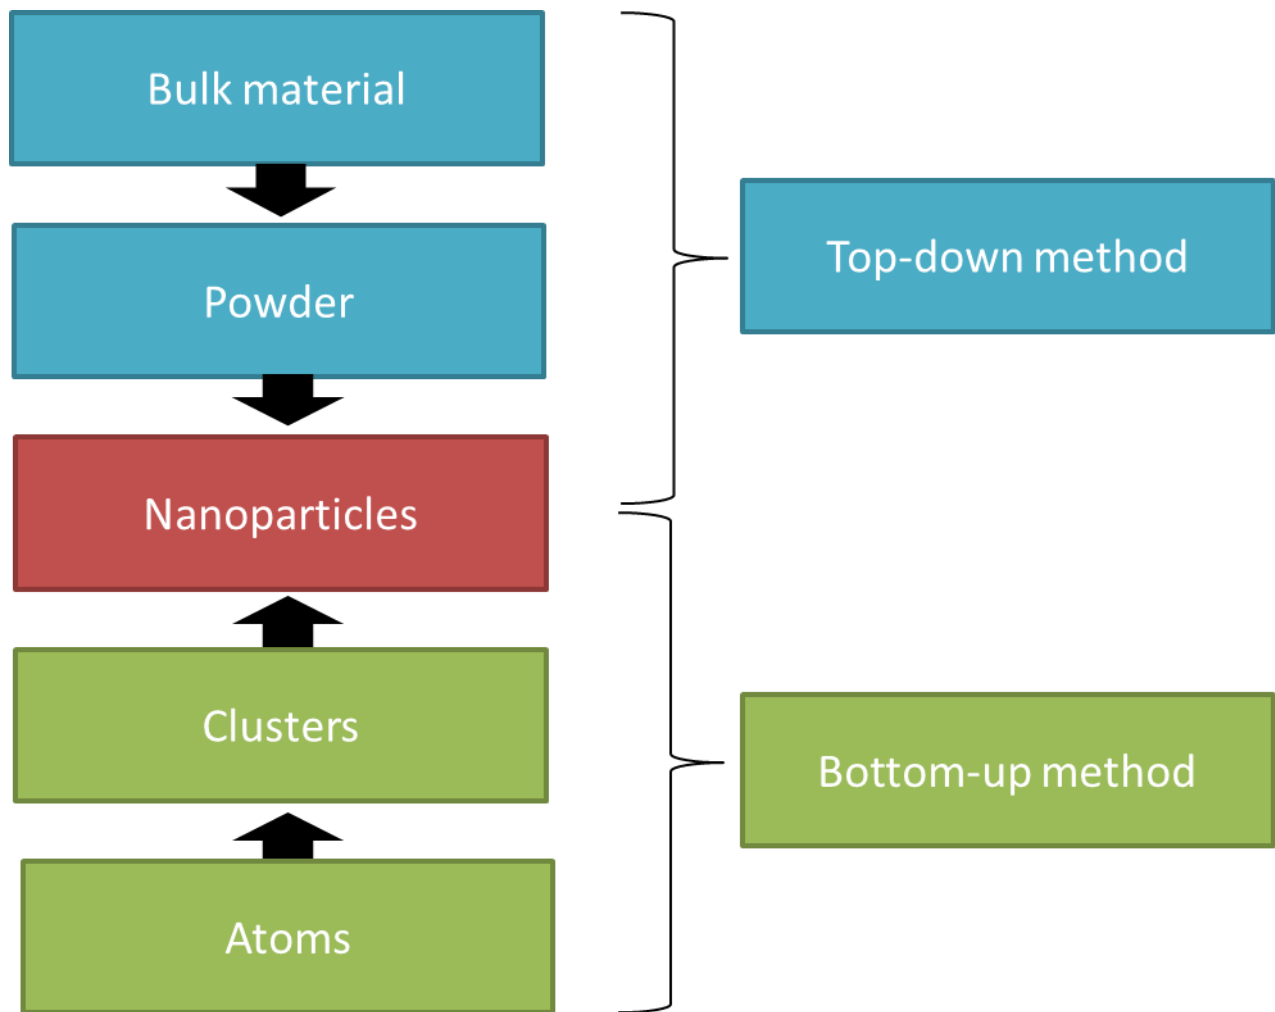 Bulk material
Powder
Nanoparticles
Clusters
Atoms
Top-down method
Bottom-up method